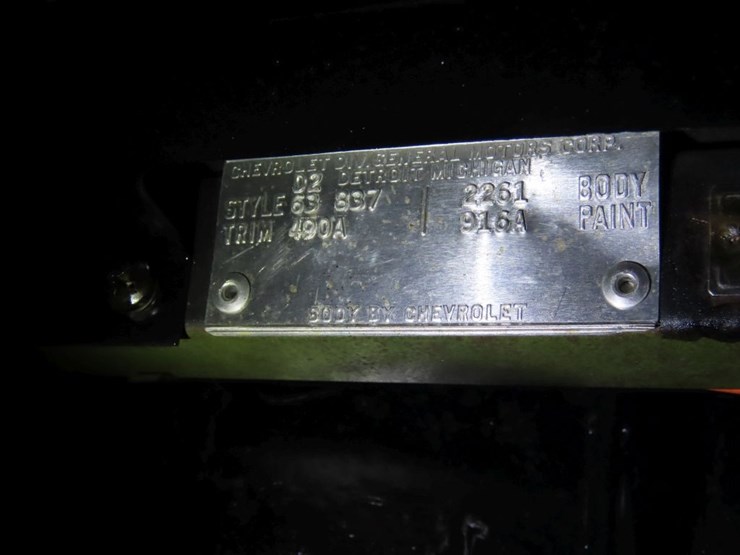 CHEVROLET DIV. GENERAL MOTORS CORP.
D2 DETROIT MICHIGAN
STYLE 63 837 2261 BODY
TRIM 490A 916A PAINT
BODY BY CHEVROLET